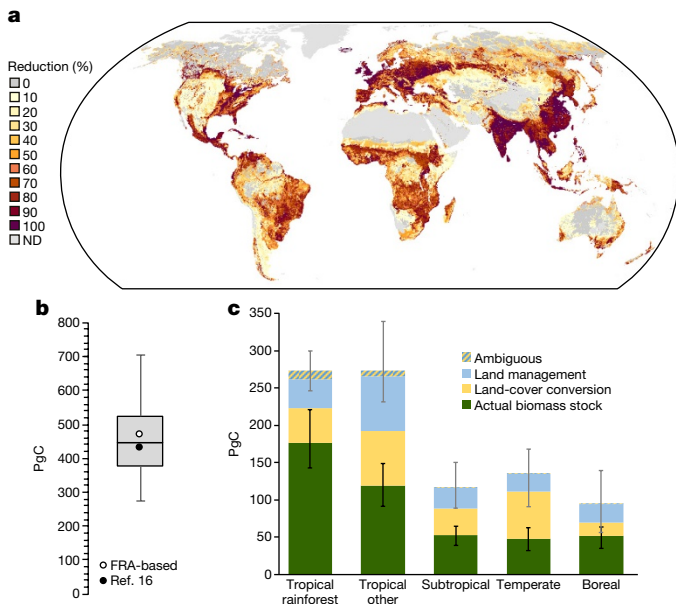 a
Reduction (%)
0
10
20
30
40
50
60
70
80
90
100
ND
b
800
700
600
500
400
300
200
100
0
PgC
FRA-based
Ref. 16
c
350
300
250
200
150
100
50
0
PgC
Ambiguous
Land management
Land-cover conversion
Actual biomass stock
Tropical
rainforest
Tropical
other
Subtropical
Temperate
Boreal